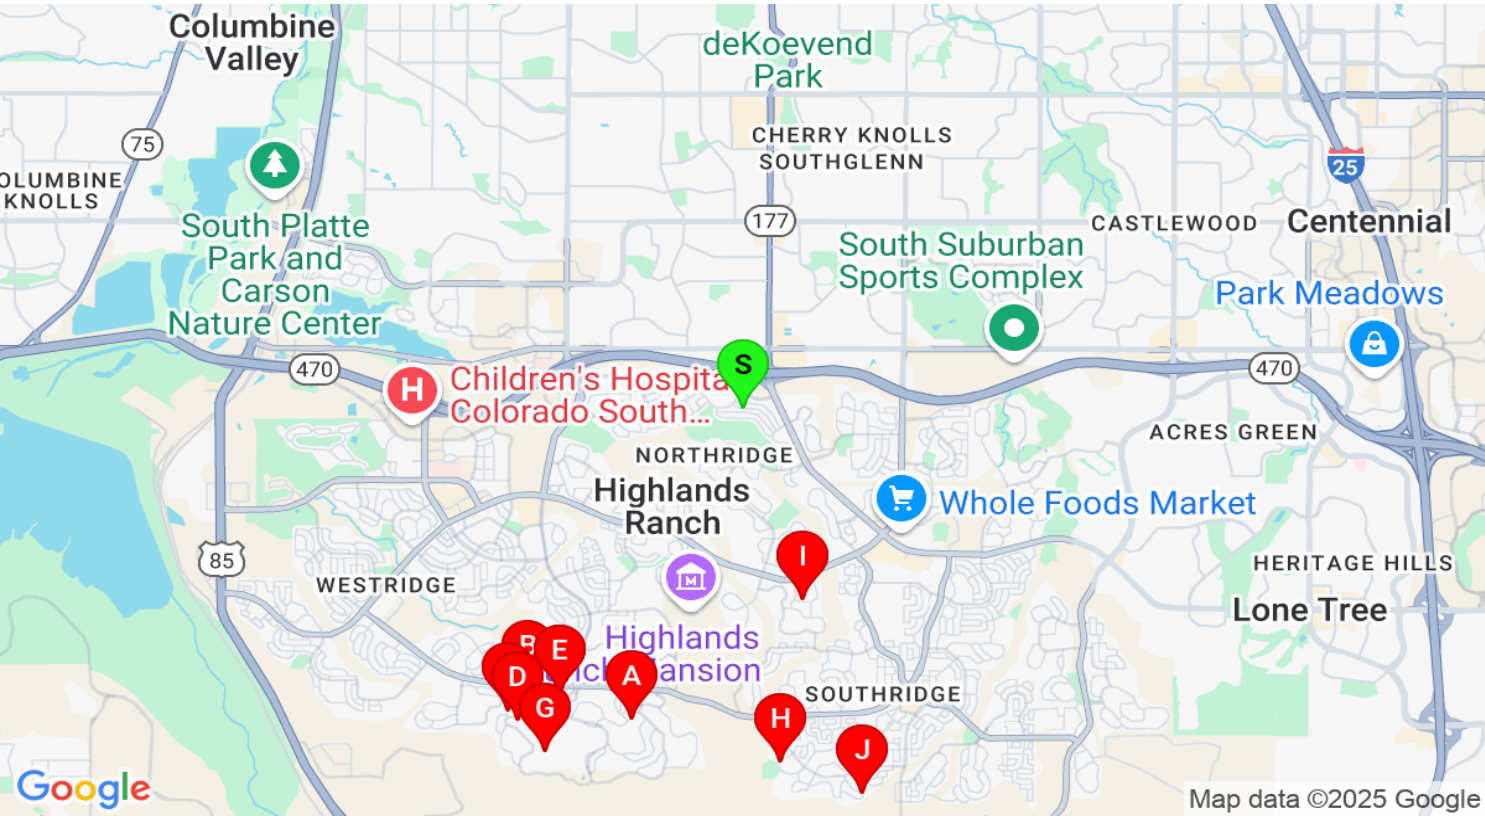 Columbine
Valley
deKoevend
Park
75
CHERRY KNOLLS
SOUTHGLENN
25
OLUMBINE
KNOLLS
South Platte
Park and
Carson
Nature Center
177
CASTLEWOOD
Centennial
South Suburban
Sports Complex
Park Meadows
470
S
470
H
Children's Hospita
Colorado South...
ACRES GREEN
NORTHRIDGE
Highlands
Ranch
Whole Foods Market
85
I
HERITAGE HILLS
M
WESTRIDGE
Lone Tree
Highlands
Mansion
B
E
D
A
G
SOUTHRIDGE
H
J
Google
Map data ©2025 Google